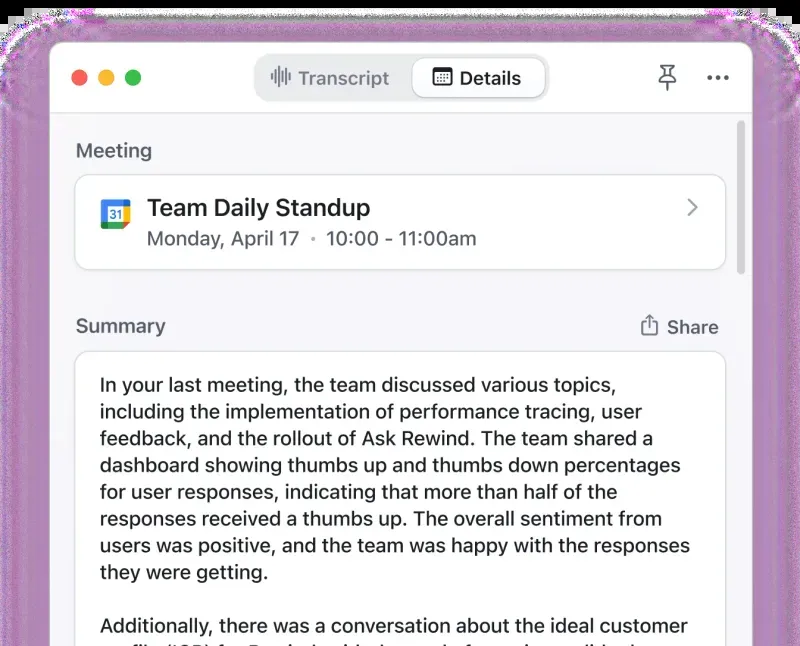 Transcript
Details
Meeting
31
Team Daily Standup
Monday, April 17 • 10:00 - 11:00am
Summary
Share
In your last meeting, the team discussed various topics,
including the implementation of performance tracing, user
feedback, and the rollout of Ask Rewind. The team shared a
dashboard showing thumbs up and thumbs down percentages
for user responses, indicating that more than half of the
responses received a thumbs up. The overall sentiment from
users was positive, and the team was happy with the responses
they were getting.
Additionally, there was a conversation about the ideal customer